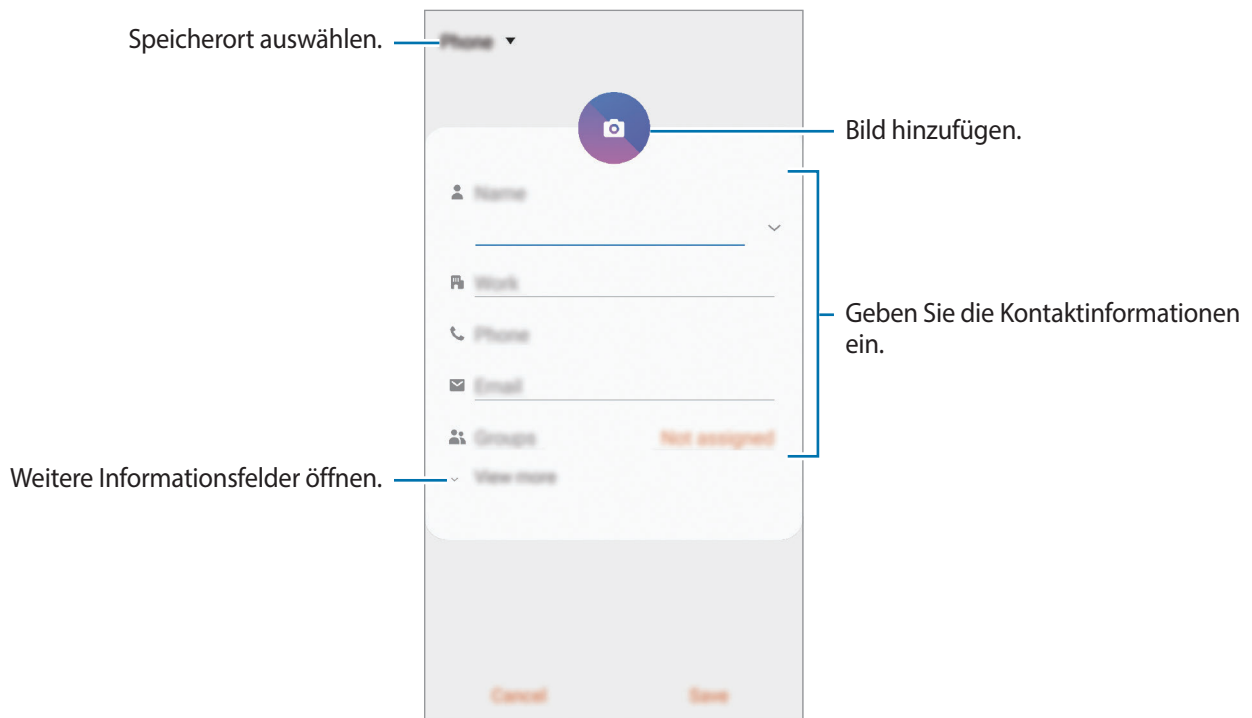 Speicherort auswählen.
Phone
Bild hinzufügen.
Name
Work
Geben Sie die Kontaktinformationen
ein.
Phone
Email
Groups Not assigned
Weitere Informationsfelder öffnen.
View more
Cancel Save